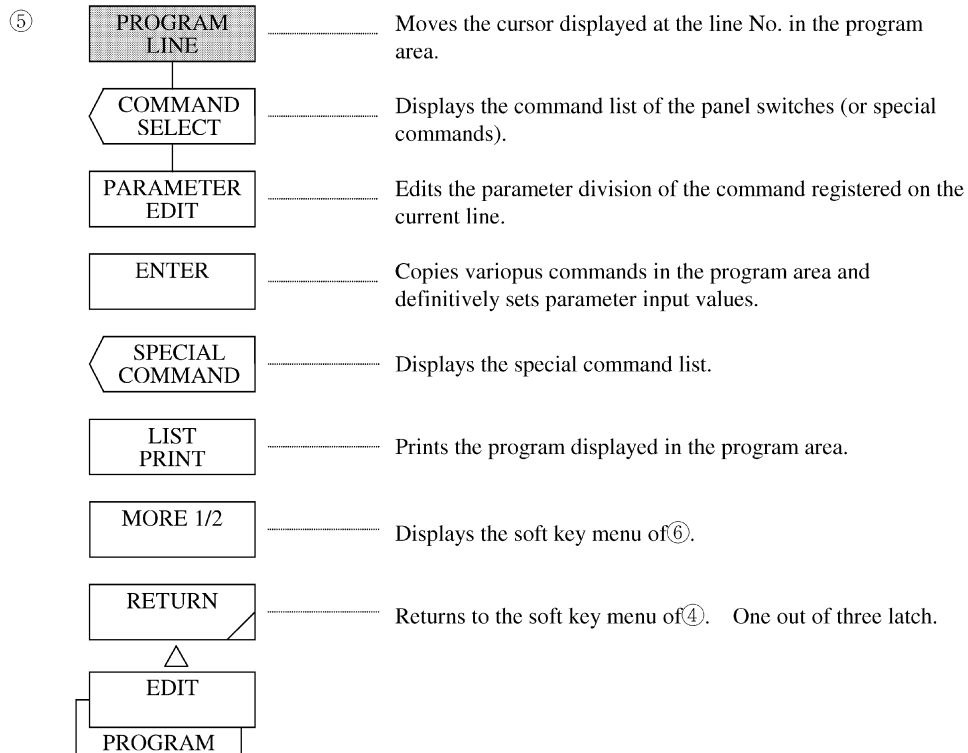 ⑤
PROGRAM
LINE
Moves the cursor displayed at the line No. in the program
area.
COMMAND
SELECT
Displays the command list of the panel switches (or special
commands).
PARAMETER
EDIT
Edits the parameter division of the command registered on the
current line.
ENTER
Copies variopus commands in the program area and
definitively sets parameter input values.
SPECIAL
COMMAND
Displays the special command list.
LIST
PRINT
Prints the program displayed in the program area.
MORE 1/2
Displays the soft key menu of⑥.
RETURN
Returns to the soft key menu of④. One out of three latch.
EDIT
PROGRAM